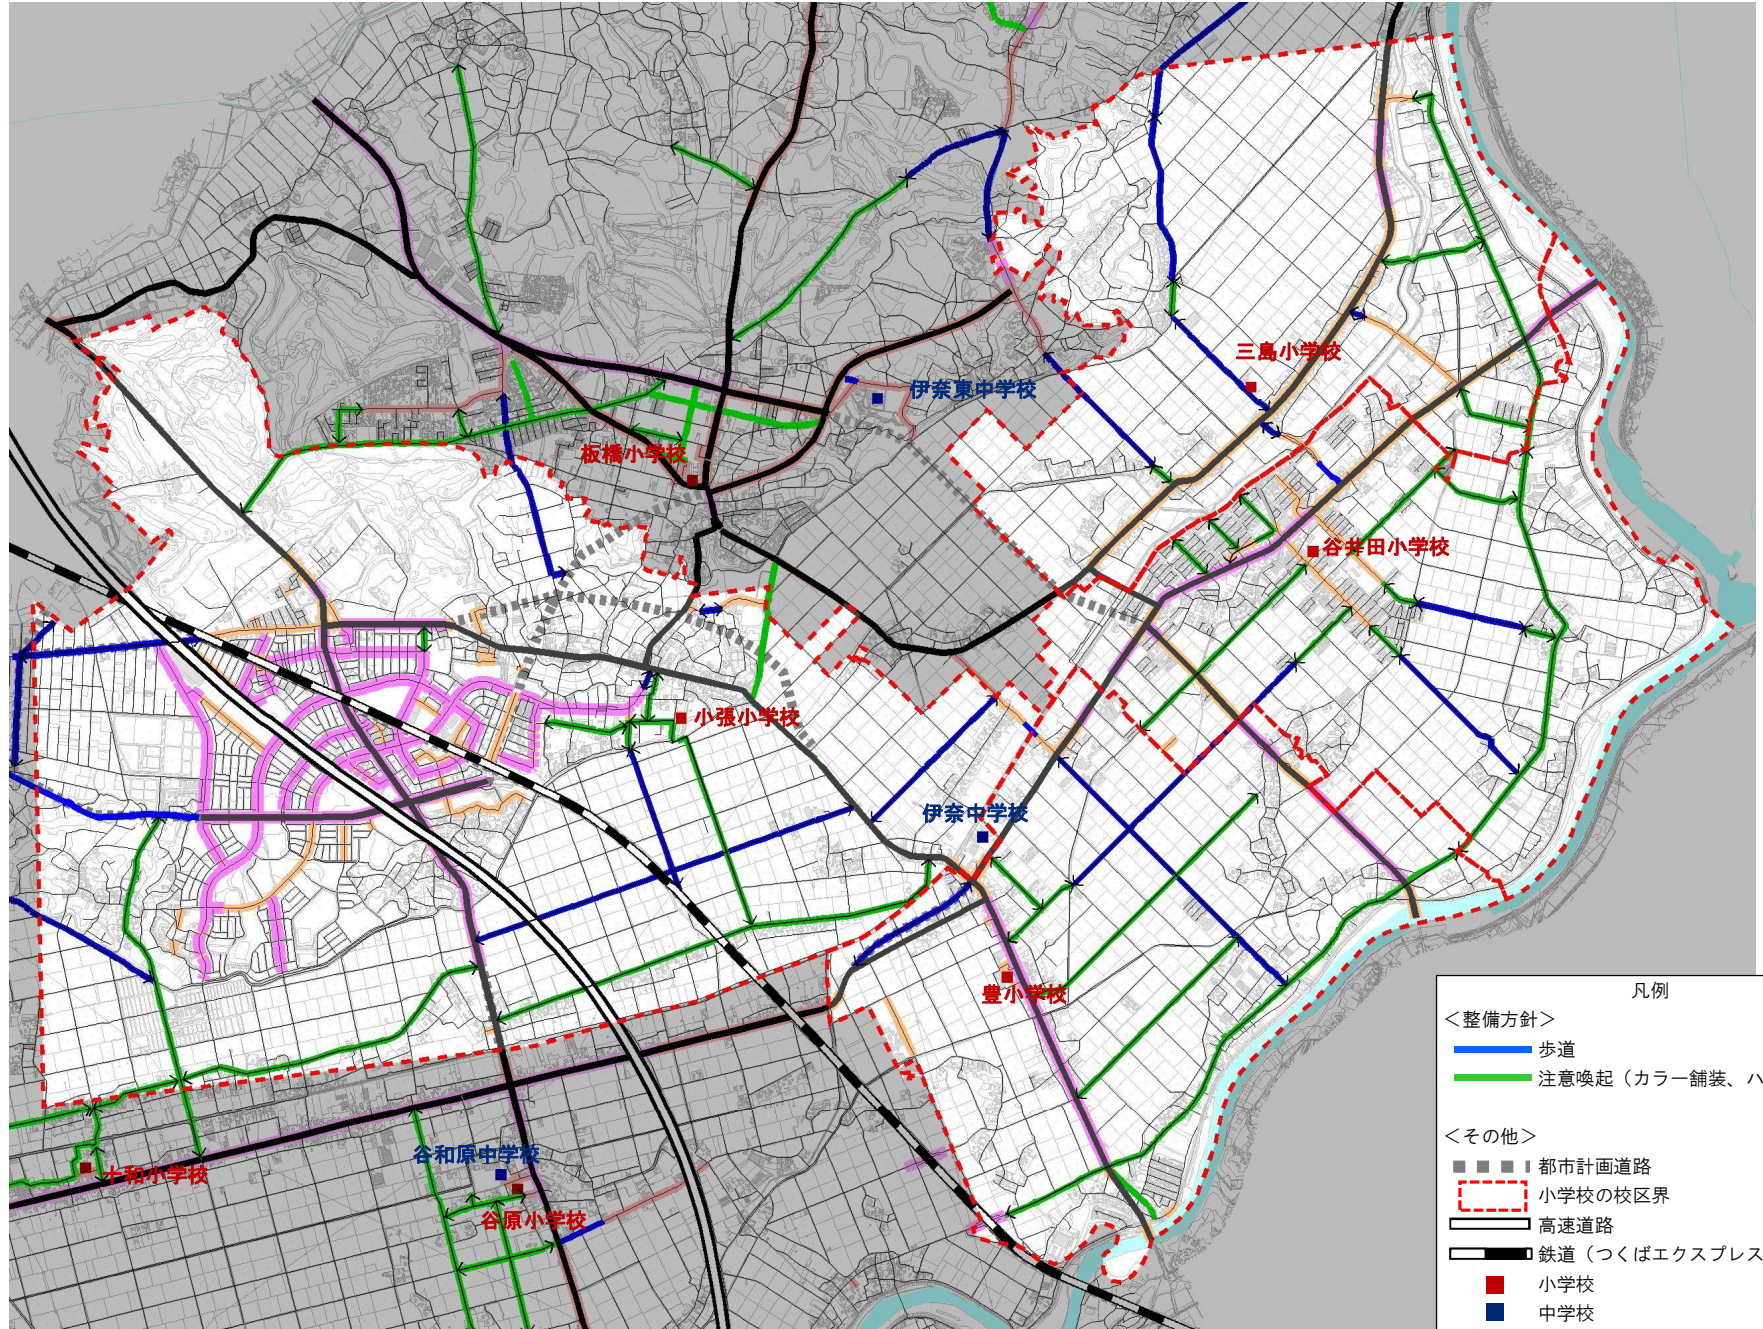 三島小学校
伊奈東中学校
板橋小学校
谷井田小学校
小張小学校
伊奈中学校
豊小学校
十和小学校
谷和原中学校
谷原小学校
凡例
＜整備方針＞
歩道
注意喚起（カラー舗装、ハ
＜その他＞
都市計画道路
小学校の校区界
高速道路
鉄道（つくばエクスプレス
小学校
中学校